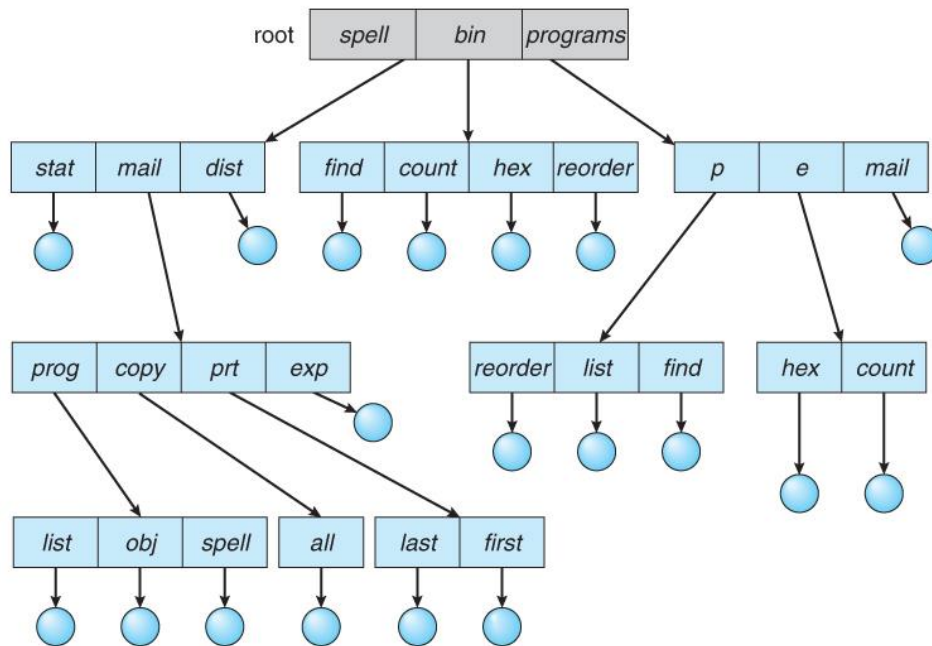 root spell bin programs
stat mail dist find count hex reorder p e mail
prog copy prt exp reorder list find hex count
list obj spell all last first